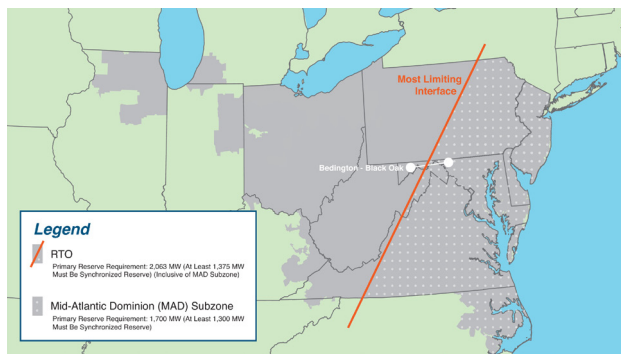 Most Limiting
Interface
Bedington - Black Oak
Legend
RTO
Primary Reserve Requirement: 2,063 MW (At Least 1,375 MW
Must Be Synchronized Reserve) (Inclusive of MAD Subzone)
Mid-Atlantic Dominion (MAD) Subzone
Primary Reserve Requirement: 1,700 MW (At Least 1,300 MW
Must Be Synchronized Reserve)